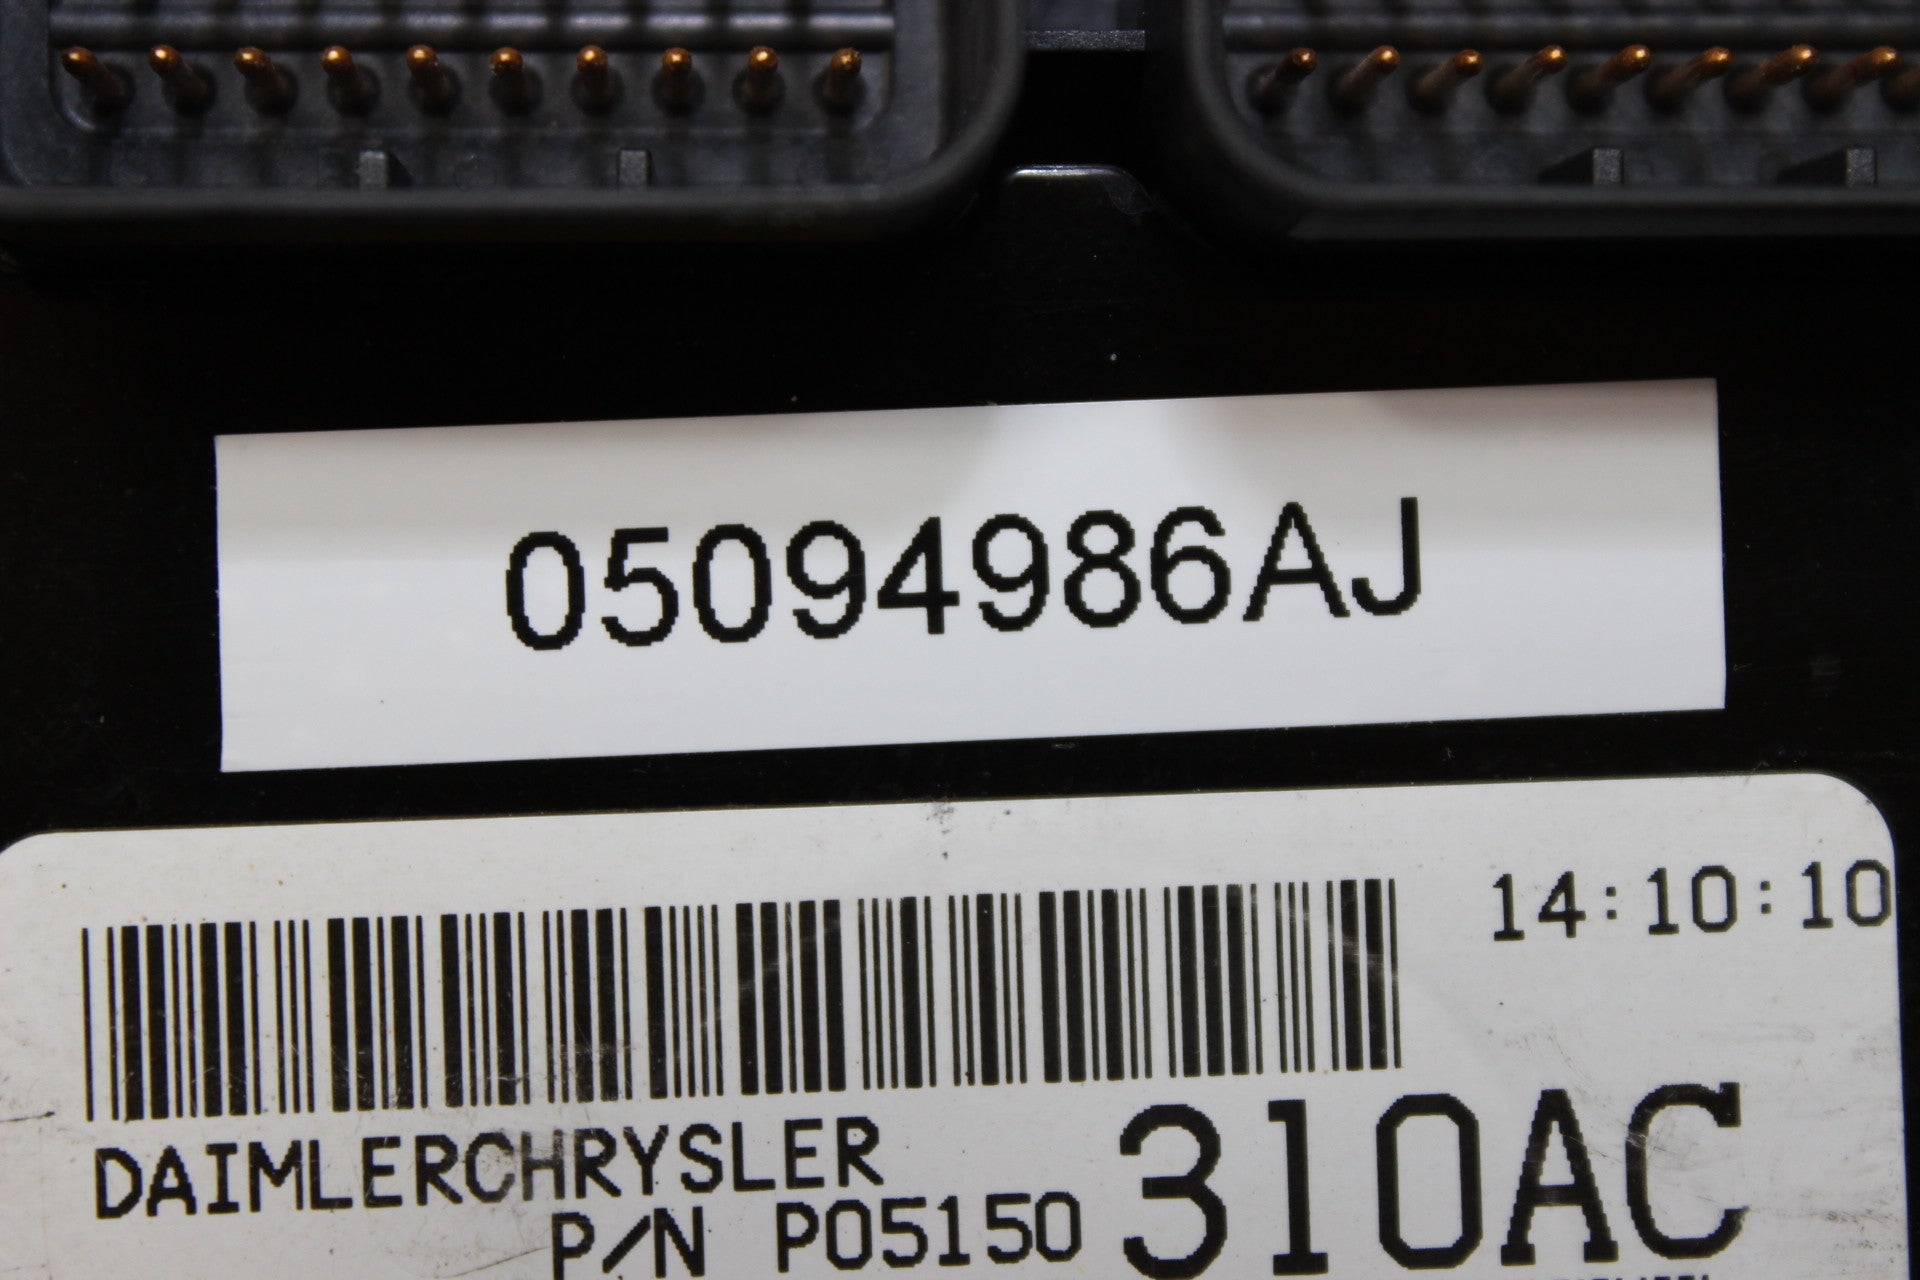 05094986AJ
14:10:10
DAIMLERCHRYSLER
P/N P05150 310AC